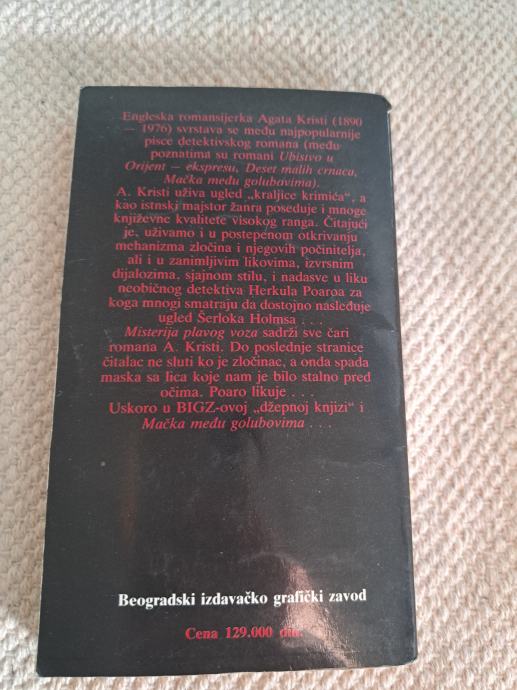 Engleska romansijerka Agata Kristi (1890
— 1976) svrstava se među najpopularnije
pisce detektivskog romana (među
poznatima su romani Ubistvo u
Orijent — ekspresu, Deset malih crnaca,
Mačka među golubovima).
A. Kristi uživa ugled „kraljice krimića“, a
kao istnski majstor žanra poseduje i mnoge
književne kvalitete visokog ranga. Čitajući
je, uživamo i u postepenom otkrivanju
mehanizma zločina i njegovih počinitelja,
ali i u zanimljivim likovima, izvrsnim
dijalozima, sjajnom stilu, i nadasve u liku
neobičnog detektiva Herkula Poaroa za
koga mnogi smatraju da dostojno nasleđuje
ugled Šerloka Holmsa . . .
Misterija plavog voza sadrži sve čari
romana A. Kristi. Do poslednje stranice
čitalac ne sluti ko je zločinac, a onda spada
maska sa lica koje nam je bilo stalno pred
očima. Poaro likuje . . .
Uskoro u BIGZ-ovoj „džepnoj knjizi“ i
Mačka među golubovima . . .
Beogradski izdavačko grafički zavod
Cena 129.000 din.